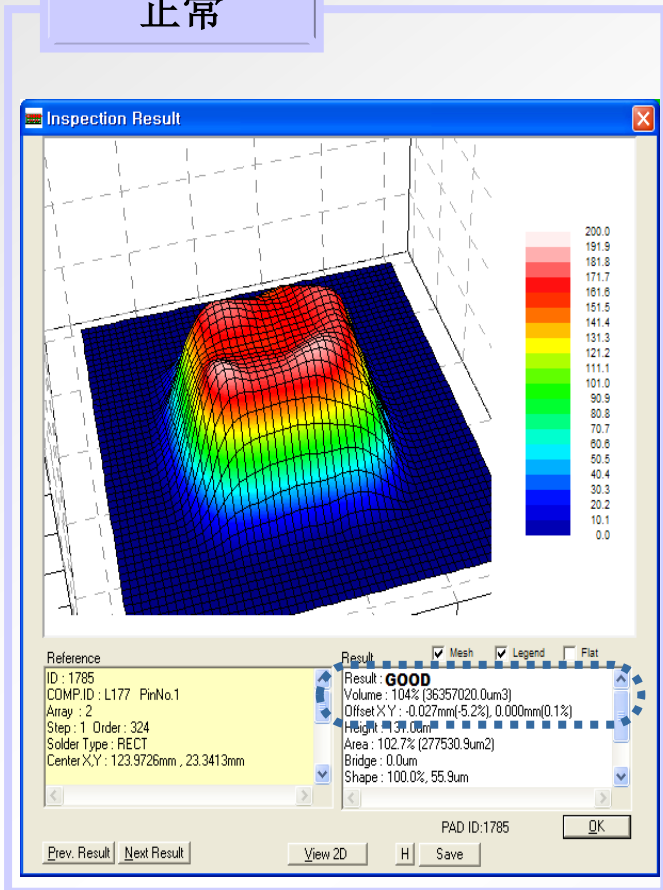 正常
Inspection Result
200.0
191.9
181.8
171.7
161.6
151.5
141.4
131.3
121.2
111.1
101.0
90.9
80.8
70.7
60.6
50.5
40.4
30.3
20.2
10.1
0.0
Reference
ID : 1785
COMP.ID : L177 PinNo.1
Array : 2
Step : 1 Order : 324
Solder Type : RECT
Center X,Y : 123.9726mm , 23.3413mm
Result Mesh Legend Flat
Result : GOOD
Volume : 104% (36357020.0um3)
Offset X,Y : -0.027mm(-5.2%), 0.000mm(0.1%)
Height : 131.0um
Area : 102.7% (277530.9um2)
Bridge : 0.0um
Shape : 100.0%, 55.9um
PAD ID:1785 OK
Prev. Result Next Result View 2D H Save